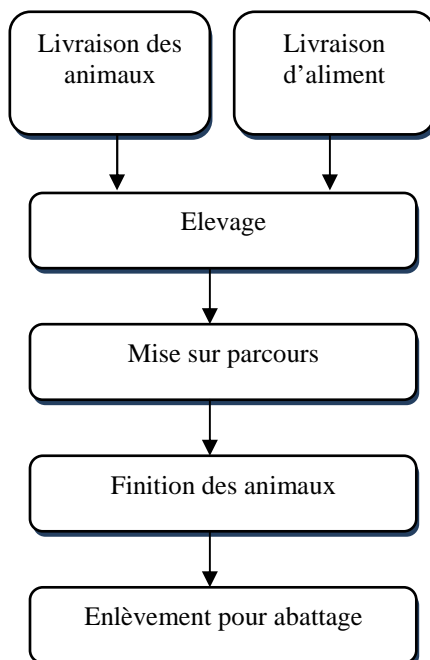 Livraison des
animaux
Livraison
d’aliment
Elevage
Mise sur parcours
Finition des animaux
Enlèvement pour abattage